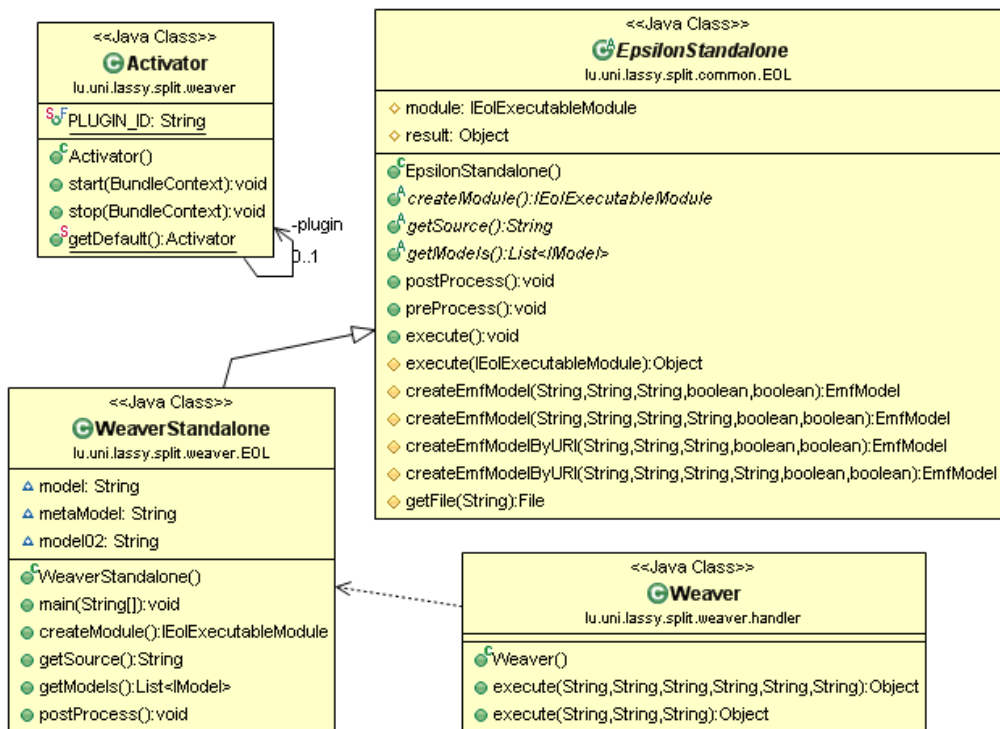 <<Java Class>>
Activator
lu.uni.lassy.split.weaver
PLUGIN_ID: String
Activator()
start(BundleContext):void
stop(BundleContext):void
getDefault():Activator
-plugin
0..1
<<Java Class>>
EpsilonStandalone
lu.uni.lassy.split.common.EOL
module: IEolExecutableModule
result: Object
EpsilonStandalone()
createModule():IEolExecutableModule
getSource():String
getModels():List<IModel>
postProcess():void
preProcess():void
execute():void
execute(IEolExecutableModule):Object
createEmfModel(String,String,String,boolean,boolean):EmfModel
createEmfModel(String,String,String,String,boolean,boolean):EmfModel
createEmfModelByURI(String,String,String,boolean,boolean):EmfModel
createEmfModelByURI(String,String,String,String,boolean,boolean):EmfModel
getFile(String):File
<<Java Class>>
WeaverStandalone
lu.uni.lassy.split.weaver.EOL
model: String
metaModel: String
model02: String
WeaverStandalone()
main(String[]):void
createModule():IEolExecutableModule
getSource():String
getModels():List<IModel>
postProcess():void
<<Java Class>>
Weaver
lu.uni.lassy.split.weaver.handler
Weaver()
execute(String,String,String,String,String,String):Object
execute(String,String,String):Object